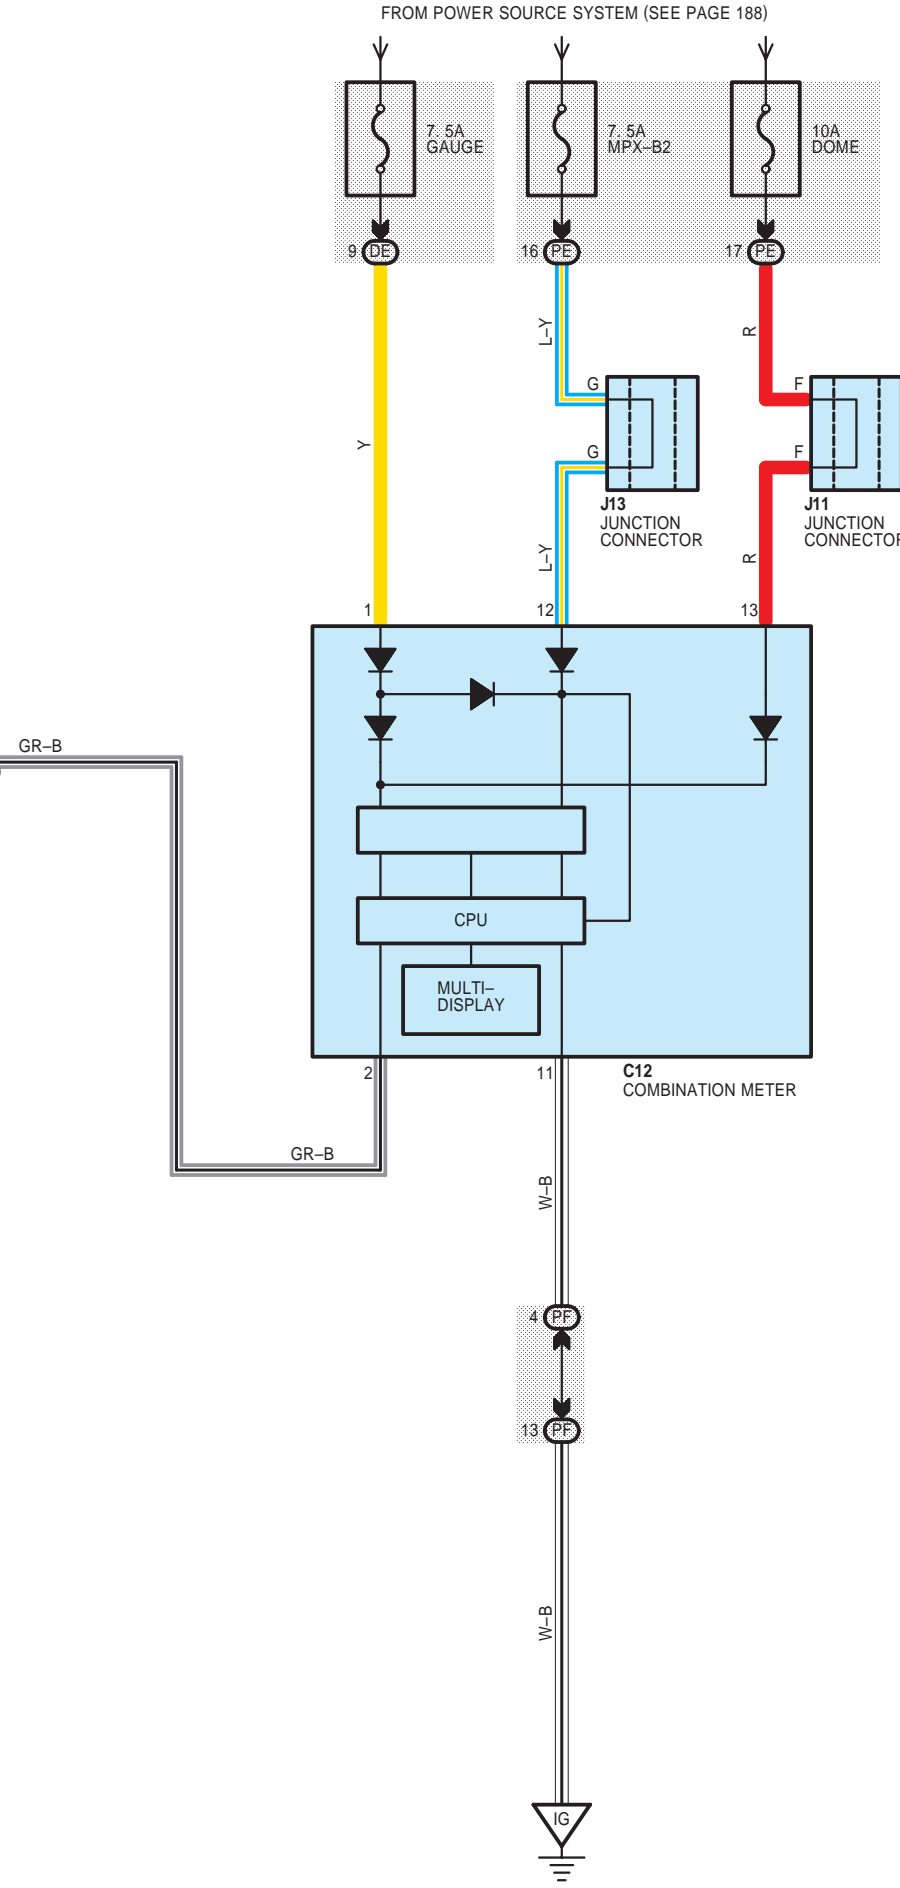 FROM POWER SOURCE SYSTEM (SEE PAGE 188)
7. 5A
GAUGE
7. 5A
MPX–B2
10A
DOME
9 DE
16 PE
17 PE
L–Y
R
Y
G
G
F
F
J13
JUNCTION
CONNECTOR
J11
JUNCTION
CONNECTOR
L–Y
R
1
12
13
GR–B
CPU
MULTI–
DISPLAY
2
11
C12
COMBINATION METER
GR–B
W–B
4 PF
13 PF
W–B
IG